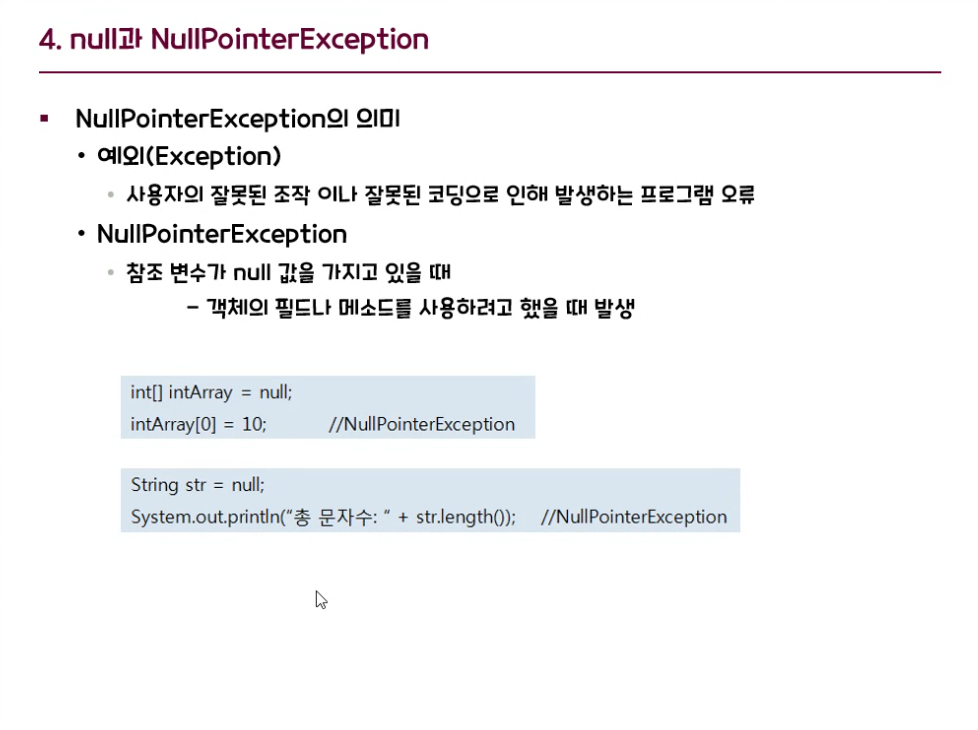 4. null과 NullPointerException
▪ NullPointerException의 의미
• 예외(Exception)
• 사용자의 잘못된 조작 이나 잘못된 코딩으로 인해 발생하는 프로그램 오류
• NullPointerException
• 참조 변수가 null 값을 가지고 있을 때
– 객체의 필드나 메소드를 사용하려고 했을 때 발생
int[] intArray = null;
intArray[0] = 10; //NullPointerException
String str = null;
System.out.println(“총 문자수: “ + str.length()); //NullPointerException